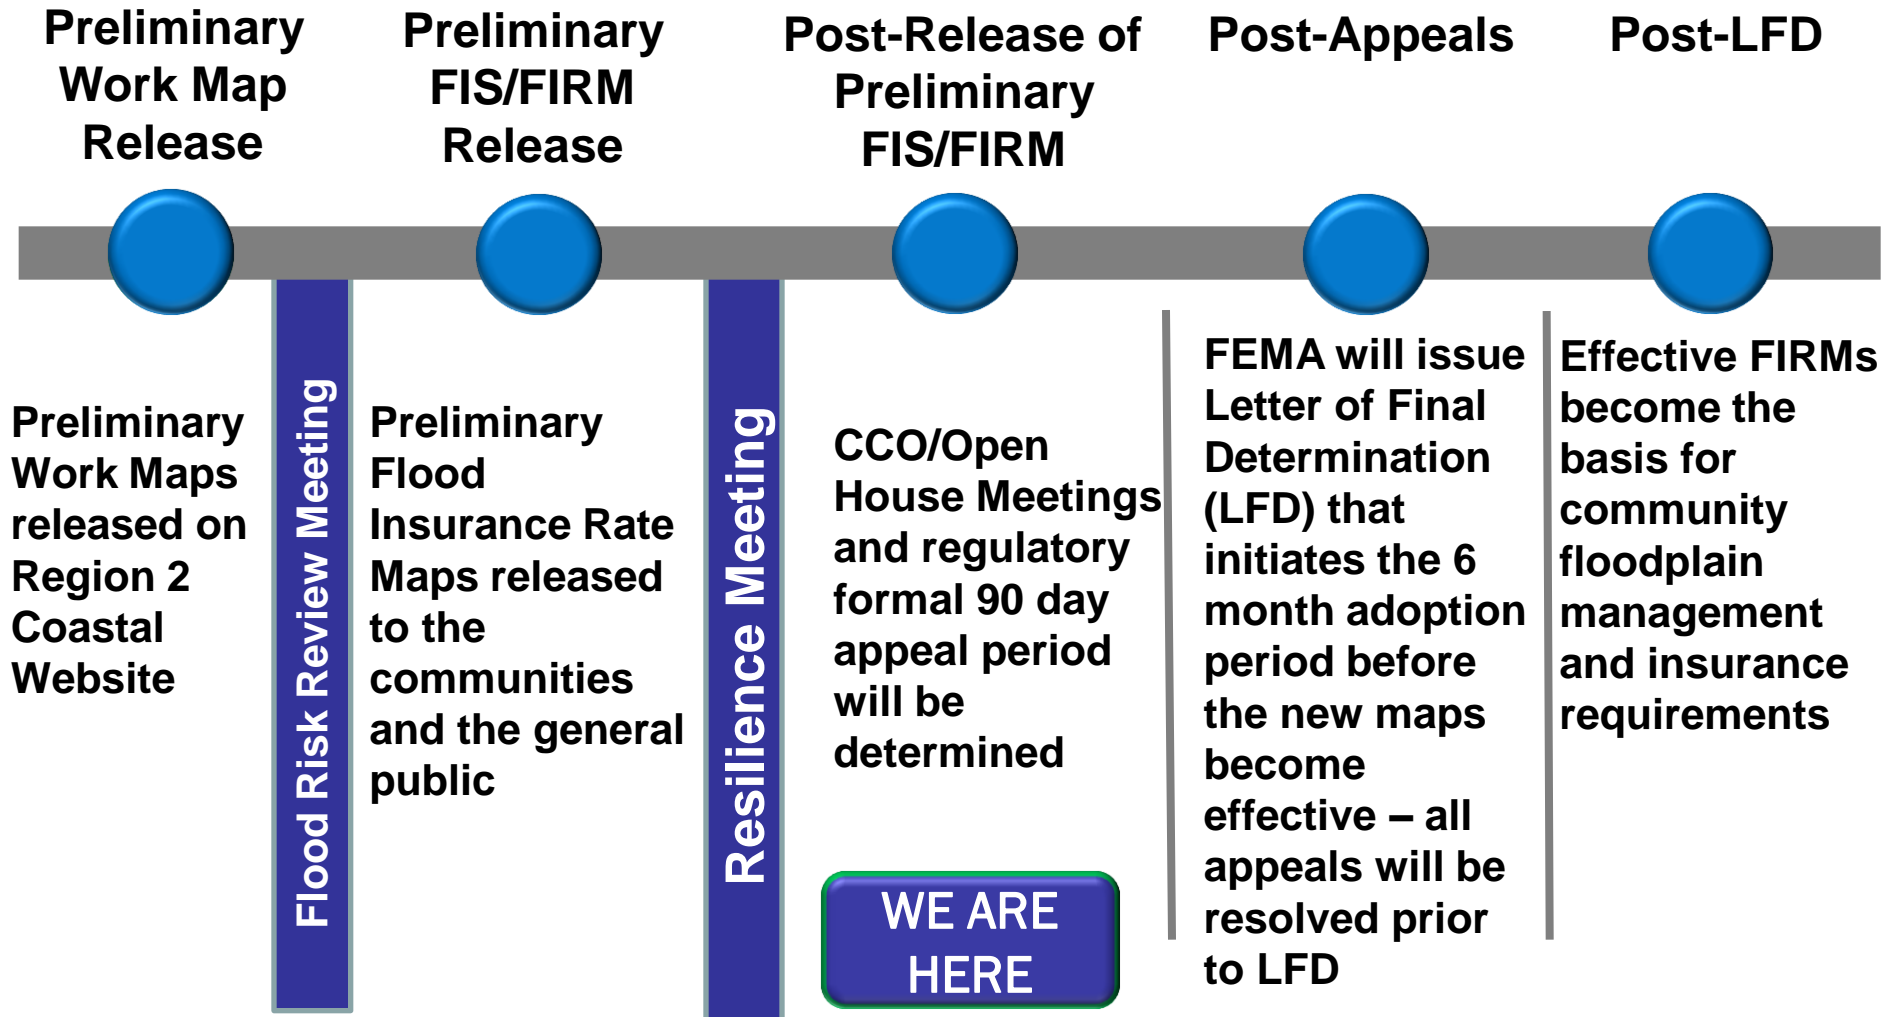 Preliminary
Work Map
Release
Preliminary
FIS/FIRM
Release
Post-Release of
Preliminary
FIS/FIRM
Post-Appeals
Post-LFD
Preliminary
Work Maps
released on
Region 2
Coastal
Website
Flood Risk Review Meeting
Preliminary
Flood
Insurance Rate
Maps released
to the
communities
and the general
public
Resilience Meeting
CCO/Open
House Meetings
and regulatory
formal 90 day
appeal period
will be
determined
WE ARE
HERE
FEMA will issue
Letter of Final
Determination
(LFD) that
initiates the 6
month adoption
period before
the new maps
become
effective – all
appeals will be
resolved prior
to LFD
Effective FIRMs
become the
basis for
community
floodplain
management
and insurance
requirements